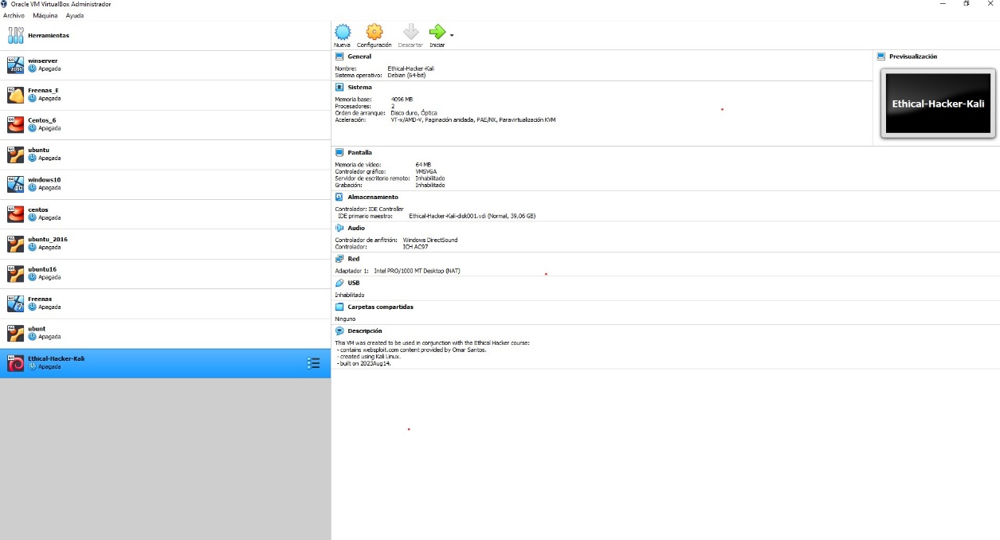 Oracle VM VirtualBox Administrador
Archivo Máquina Ayuda
Herramientas
winserver
Apagada
Freenas_E
Apagada
Centos_6
Apagada
ubuntu
Apagada
windows10
Apagada
centos
Apagada
ubuntu_2016
Apagada
ubuntu16
Apagada
Freenas
Apagada
ubunt
Apagada
Ethical-Hacker-Kali
Apagada
Nueva Configuración Descartar Iniciar
General
Nombre: Ethical-Hacker-Kali
Sistema operativo: Debian (64-bit)
Sistema
Memoria base: 4096 MB
Procesadores: 2
Orden de arranque: Disco duro, Óptica
Aceleración: VT-x/AMD-V, Paginación anidada, PAE/NX, Paravirtualización KVM
Previsualización
Ethical-Hacker-Kali
Pantalla
Memoria de vídeo: 64 MB
Controlador gráfico: VMSVGA
Servidor de escritorio remoto: Inhabilitado
Grabación: Inhabilitado
Almacenamiento
Controlador: IDE Controller
IDE primario maestro: Ethical-Hacker-Kali-disk001.vdi (Normal, 39,06 GB)
Audio
Controlador de anfitrión: Windows DirectSound
Controlador: ICH AC97
Red
Adaptador 1: Intel PRO/1000 MT Desktop (NAT)
USB
Inhabilitado
Carpetas compartidas
Ninguno
Descripción
This VM was created to be used in conjunction with the Ethical Hacker course:
- contains websploit.com content provided by Omar Santos.
- created using Kali Linux.
- built on 2023Aug14.